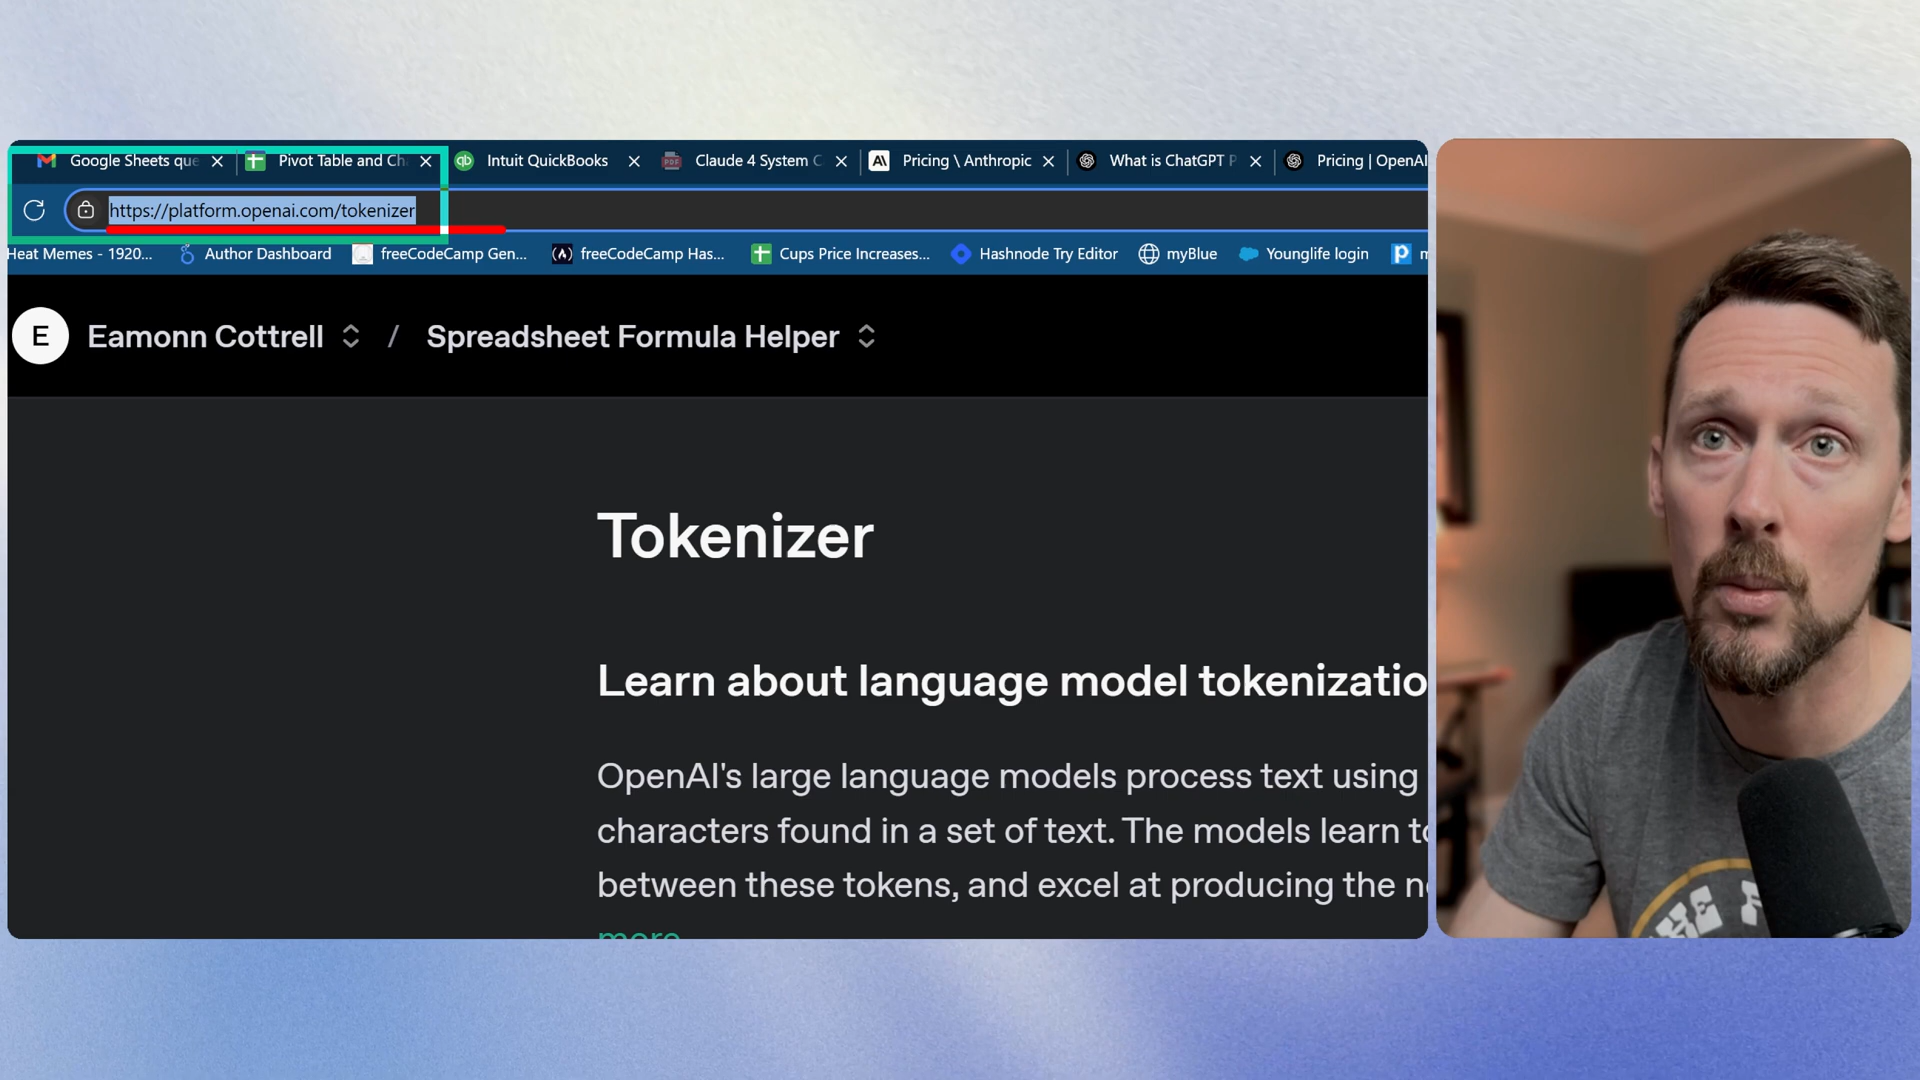 Google Sheets que
Pivot Table and Ch
Intuit QuickBooks
Claude 4 System C
Pricing \ Anthropic
What is ChatGPT P
Pricing | OpenAI
https://platform.openai.com/tokenizer
Heat Memes - 1920...
Author Dashboard
freeCodeCamp Gen...
freeCodeCamp Has...
Cups Price Increases...
Hashnode Try Editor
myBlue
Younglife login
E
Eamonn Cottrell / Spreadsheet Formula Helper
Tokenizer
Learn about language model tokenizatio
OpenAI's large language models process text using
characters found in a set of text. The models learn to
between these tokens, and excel at producing the n
more